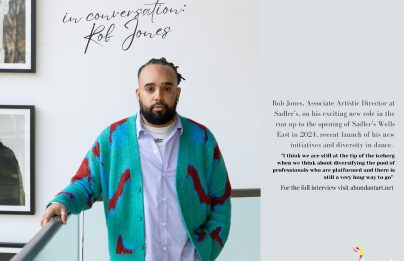 in conversation:
Rob Jones
Rob Jones, Associate Artistic Director at
Sadler's, on his exciting new role in the
run up to the opening of Sadler's Wells
East in 2024, recent launch of his new
initiatives and diversity in dance.
"I think we are still at the tip of the iceberg
when we think about diversifying the pool of
professionals who are platformed and there is
still a very long way to go"
For the full interview visit abundantart.net